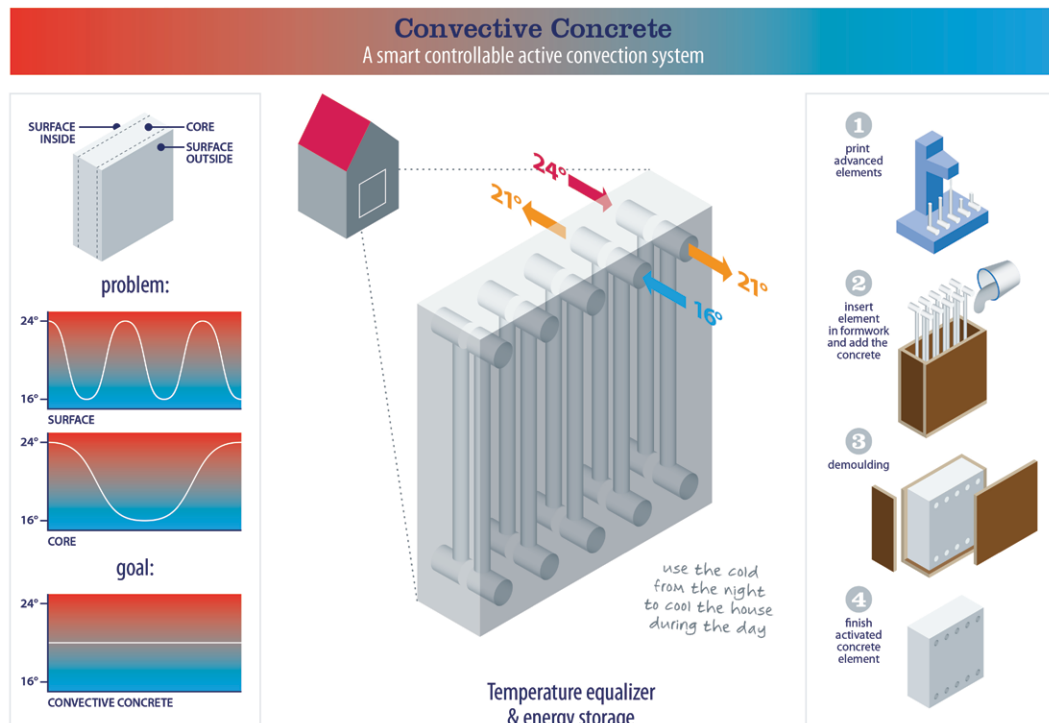 Convective Concrete
A smart controllable active convection system
SURFACE
INSIDE
CORE
SURFACE
OUTSIDE
problem:
24°
16°
SURFACE
24°
16°
CORE
goal:
24°
16°
CONVECTIVE CONCRETE
24°
21°
21°
16°
use the cold
from the night
to cool the house
during the day
Temperature equalizer
& energy storage
1
print
advanced
elements
2
insert
element
in formwork
and add the
concrete
3
demoulding
4
finish
activated
concrete
element